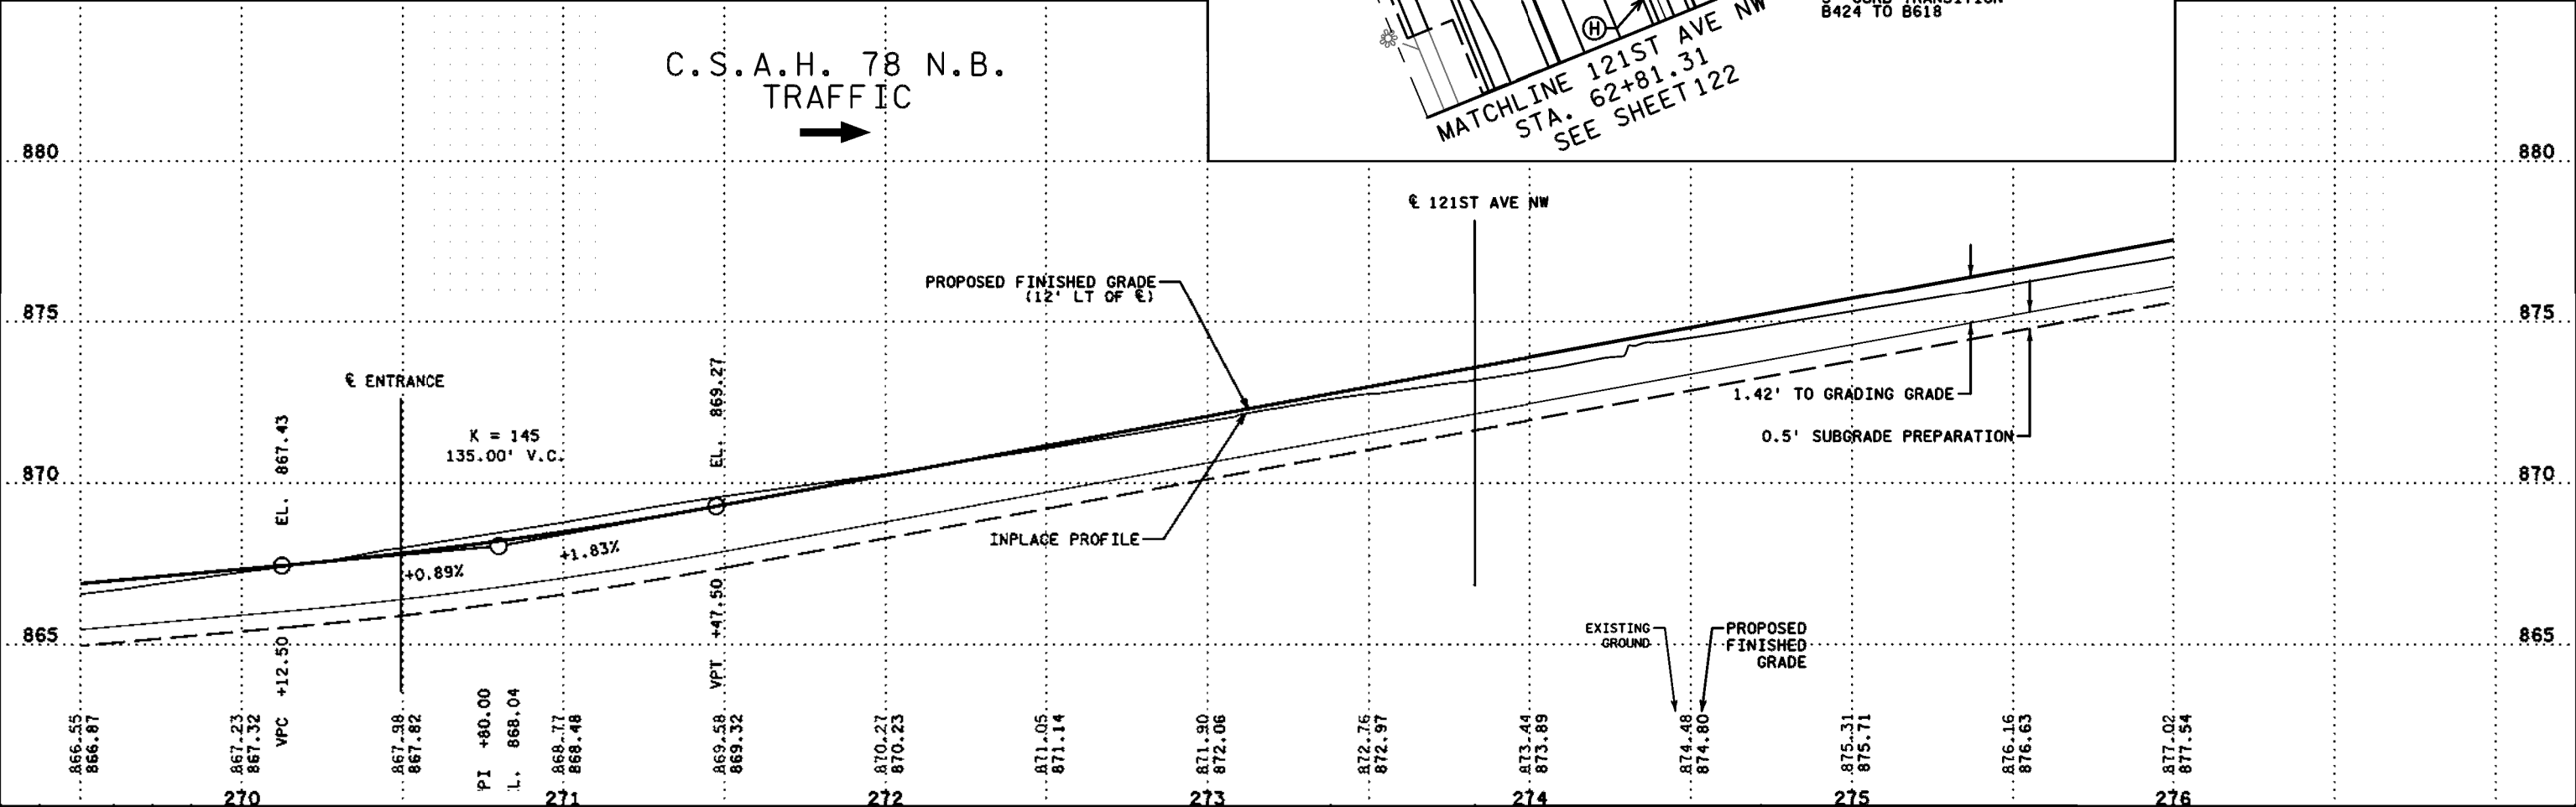 B424 TO B618
C.S.A.H. 78 N.B.
TRAFFIC
H
MATCHLINE 121ST AVE NW
STA. 62+81.31
SEE SHEET 122
880
880
℄ 121ST AVE NW
PROPOSED FINISHED GRADE
(12' LT OF ℄)
875
875
℄ ENTRANCE
K = 145
135.00' V.C.
1.42' TO GRADING GRADE
0.5' SUBGRADE PREPARATION
870
870
INPLACE PROFILE
+0.89%
+1.83%
VPC +12.50 EL. 867.43
VPT +47.50 EL. 869.27
PI +80.00
L. 868.04
865
865
EXISTING
GROUND
PROPOSED
FINISHED
GRADE
866.55
866.87
867.23
867.32
867.98
867.82
868.77
868.48
869.58
869.32
870.27
870.23
871.05
871.14
871.90
872.06
872.76
872.97
873.44
873.89
874.48
874.80
875.31
875.71
876.16
876.63
877.02
877.54
270
271
272
273
274
275
276